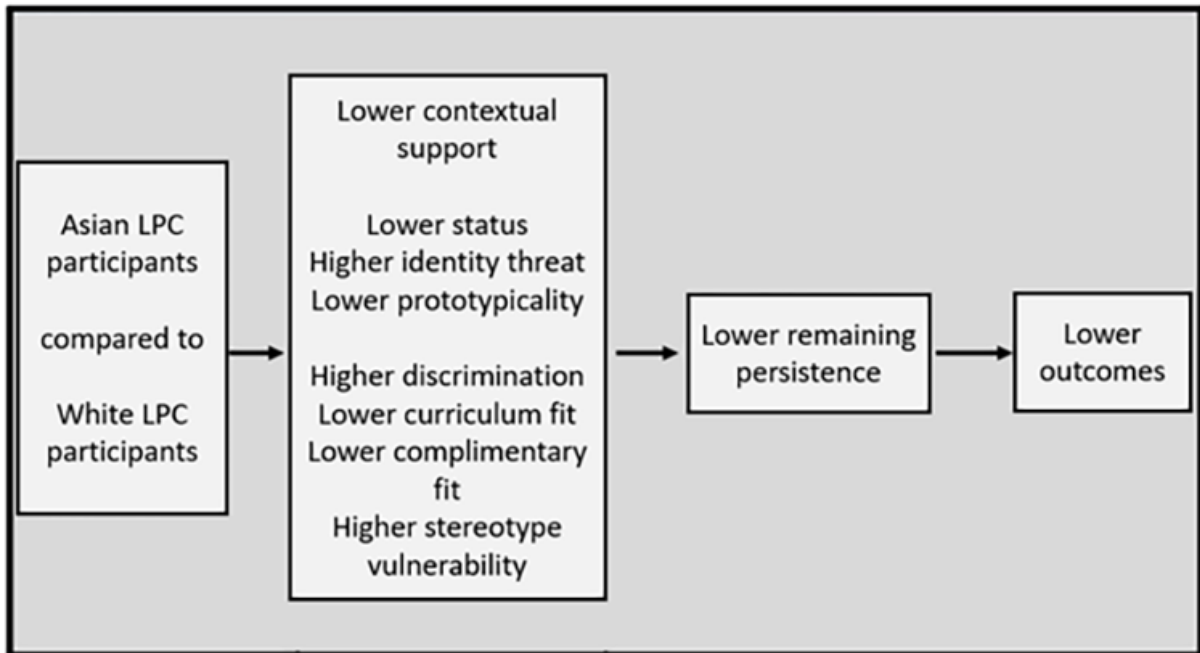 Asian LPC
participants
compared to
White LPC
participants
Lower contextual
support
Lower status
Higher identity threat
Lower prototypicality
Higher discrimination
Lower curriculum fit
Lower complimentary
fit
Higher stereotype
vulnerability
Lower remaining
persistence
Lower
outcomes